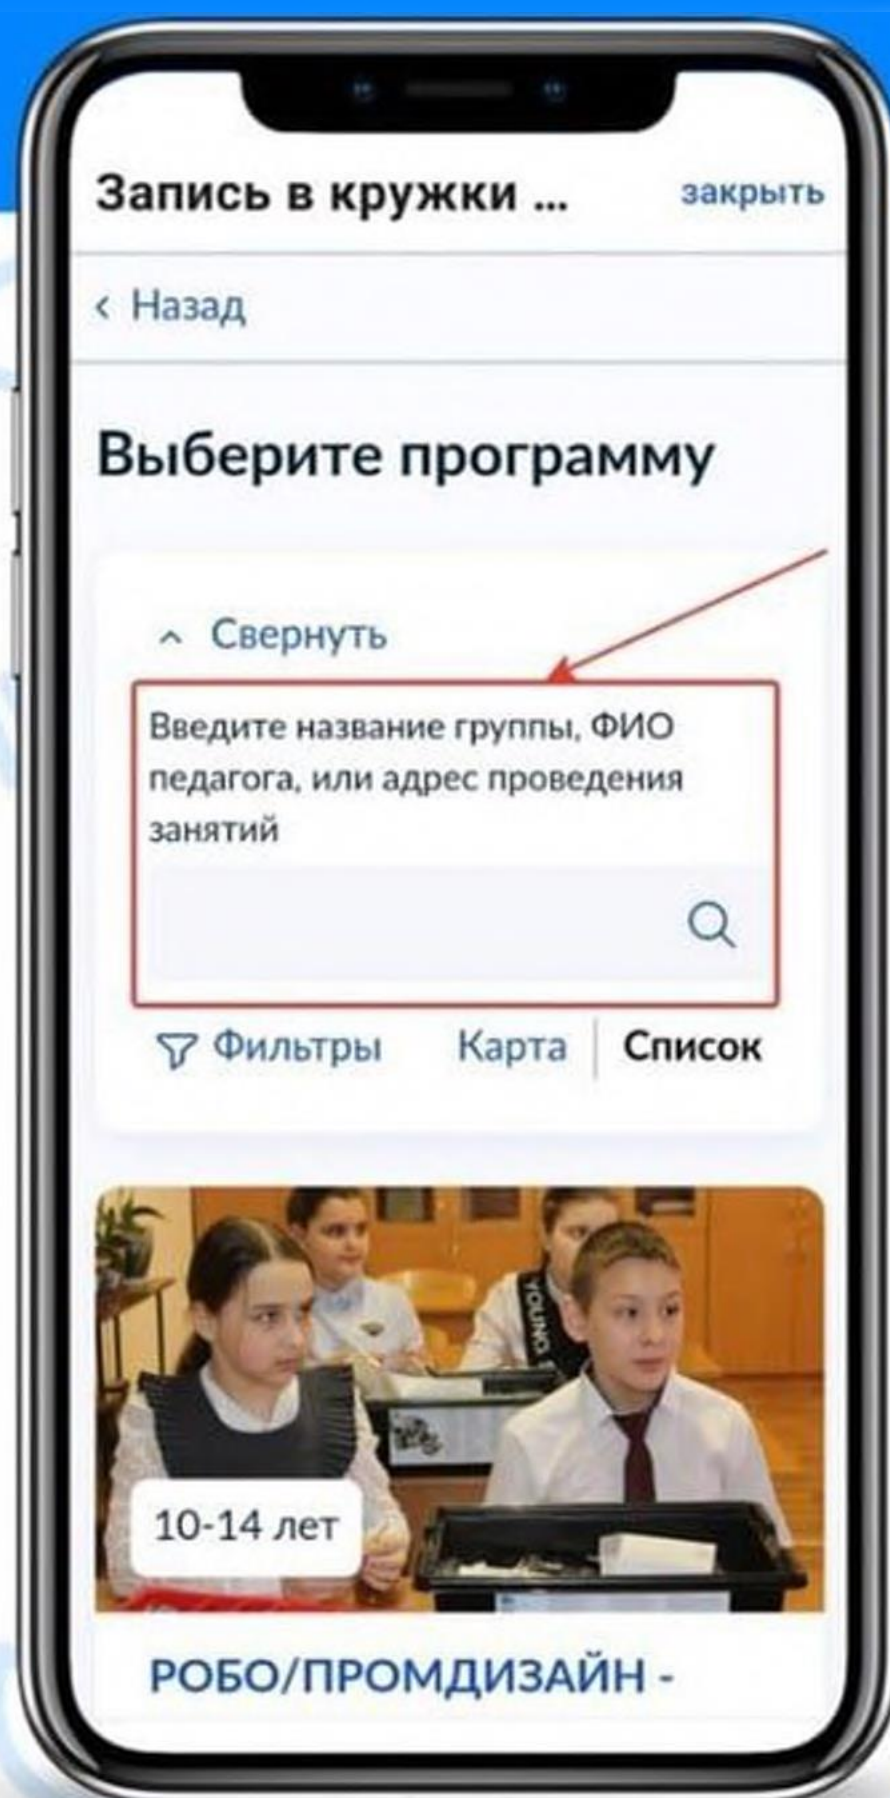 Запись в кружки ...
закрыть
< Назад
Выберите программу
^ Свернуть
Введите название группы, ФИО
педагога, или адрес проведения
занятий
Фильтры
Карта
Список
YOUNG
10-14 лет
РОБО/ПРОМДИЗАЙН -